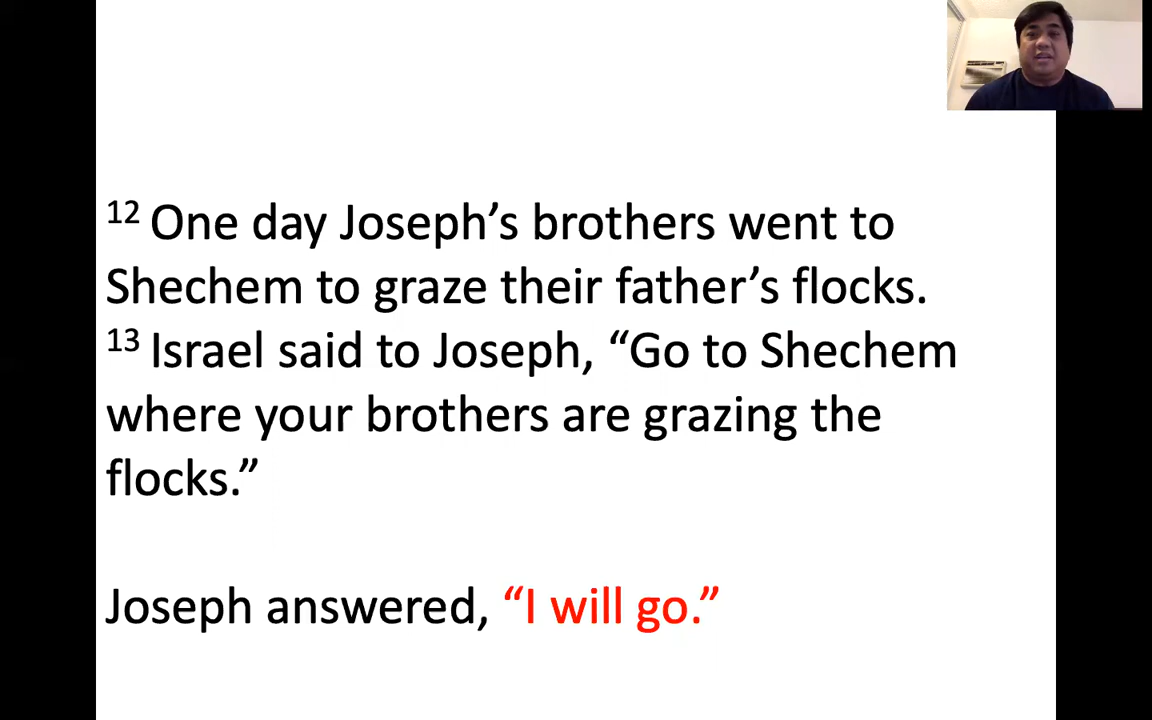 12 One day Joseph’s brothers went to
Shechem to graze their father’s flocks.
13 Israel said to Joseph, “Go to Shechem
where your brothers are grazing the
flocks.”
Joseph answered, “I will go.”